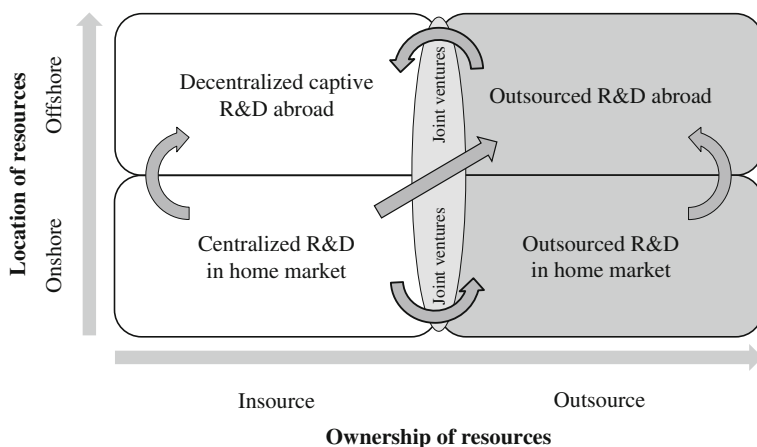 Location of resources
Offshore
Onshore
Decentralized captive
R&D abroad
Joint ventures
Outsourced R&D abroad
Centralized R&D
in home market
Joint ventures
Outsourced R&D
in home market
Insource
Outsource
Ownership of resources